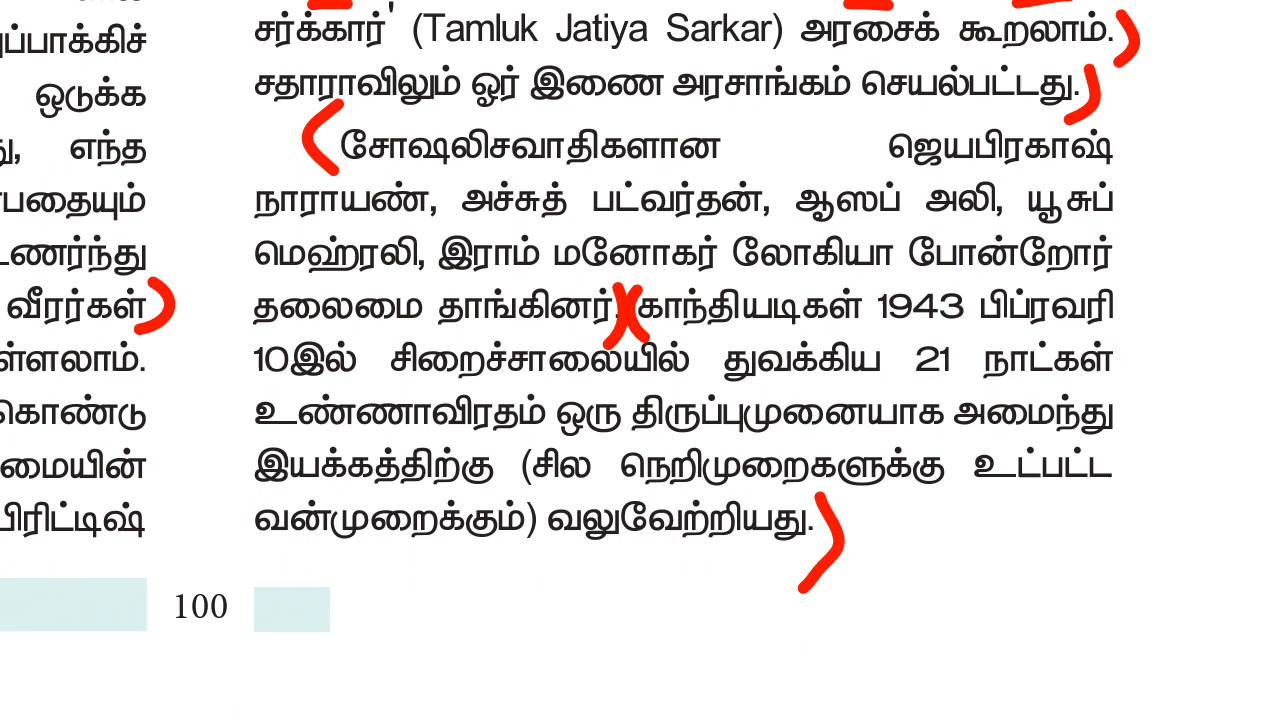 ுப்பாக்கிச்
ஒடுக்க
து, எந்த
பதையும்
உணர்ந்து
வீரர்கள்
ள்ளலாம்.
கொண்டு
மையின்
பிரிட்டிஷ்
சர்க்கார்' (Tamluk Jatiya Sarkar) அரசைக் கூறலாம்.
சதாராவிலும் ஓர் இணை அரசாங்கம் செயல்பட்டது.
சோஷலிசவாதிகளான ஜெயபிரகாஷ்
நாராயண், அச்சுத் பட்வர்தன், ஆஸப் அலி, யூசுப்
மெஹ்ரலி, இராம் மனோகர் லோகியா போன்றோர்
தலைமை தாங்கினர். காந்தியடிகள் 1943 பிப்ரவரி
10இல் சிறைச்சாலையில் துவக்கிய 21 நாட்கள்
உண்ணாவிரதம் ஒரு திருப்புமுனையாக அமைந்து
இயக்கத்திற்கு (சில நெறிமுறைகளுக்கு உட்பட்ட
வன்முறைக்கும்) வலுவேற்றியது.
100